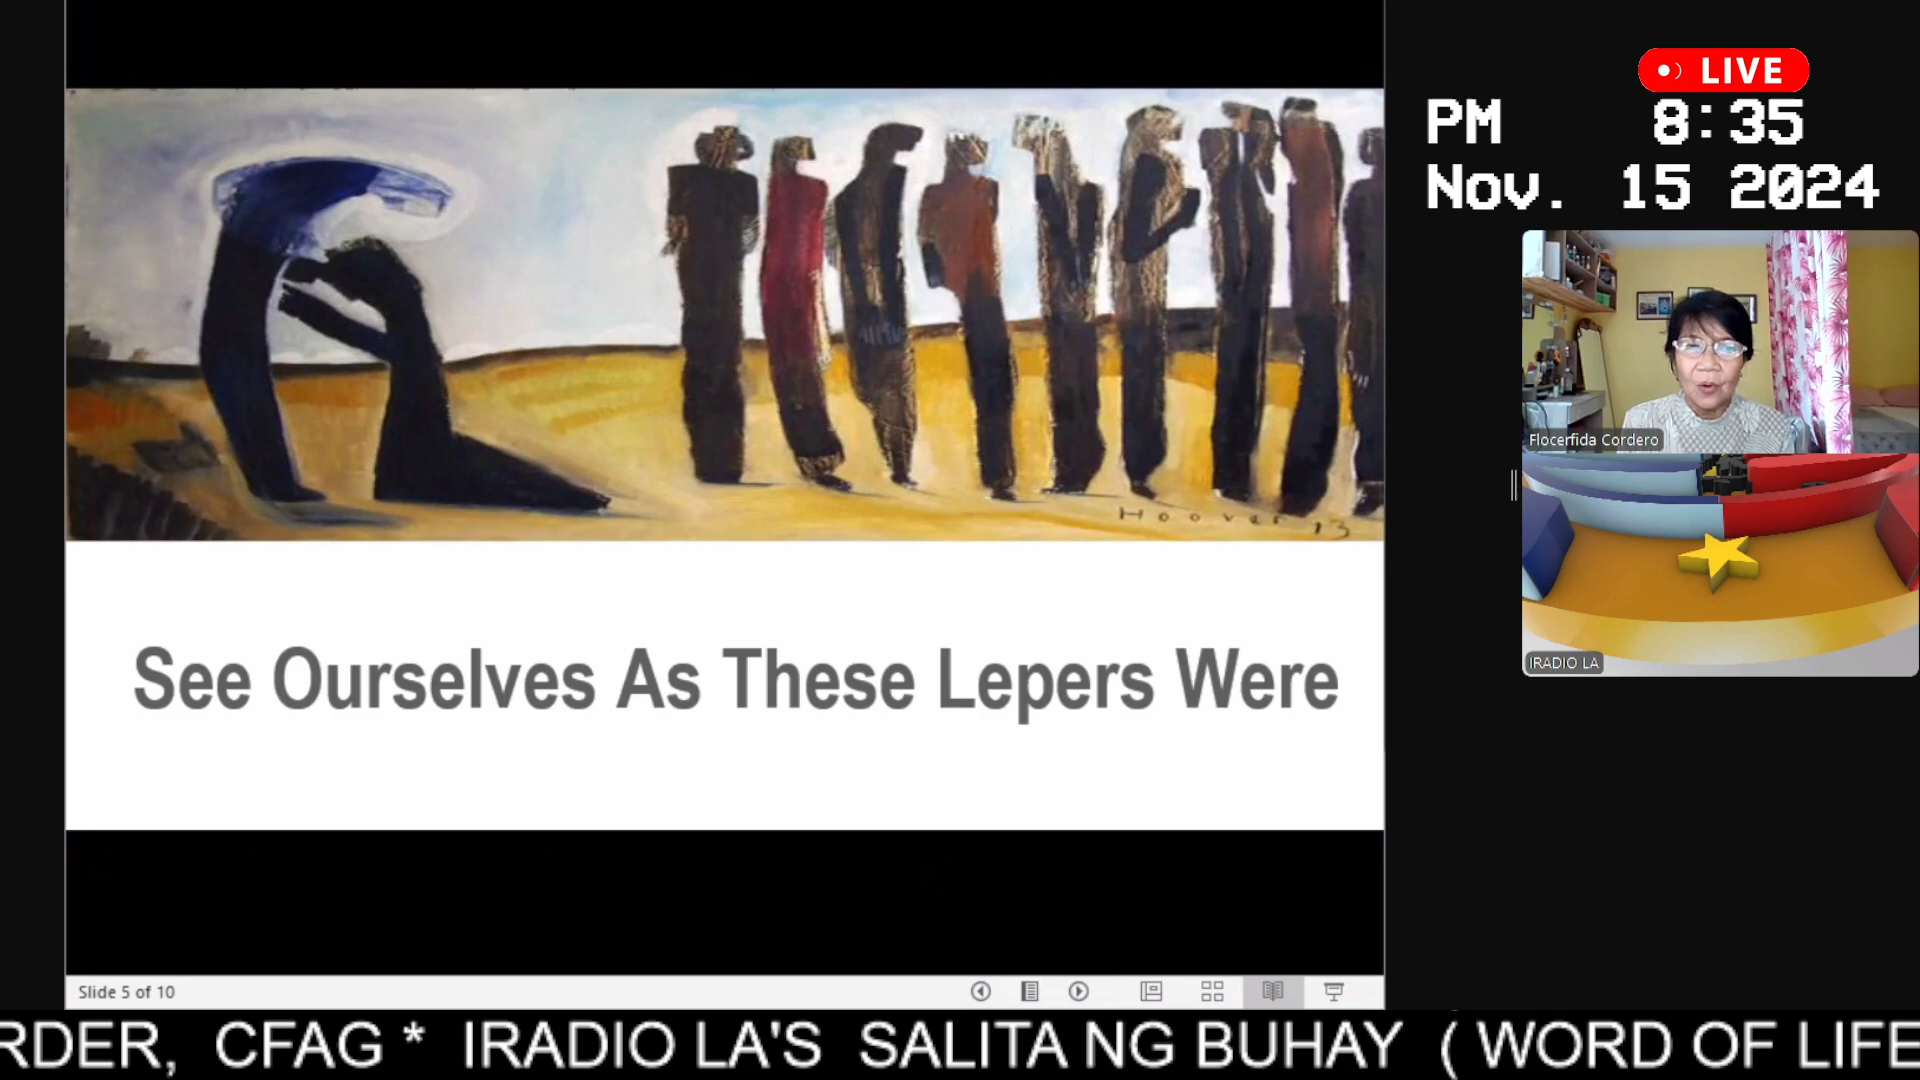 LIVE
PM 8:35
Nov. 15 2024
Hoover 13
See Ourselves As These Lepers Were
Flocerfida Cordero
IRADIO LA
Slide 5 of 10
RDER, CFAG * IRADIO LA'S SALITA NG BUHAY ( WORD OF LIFE